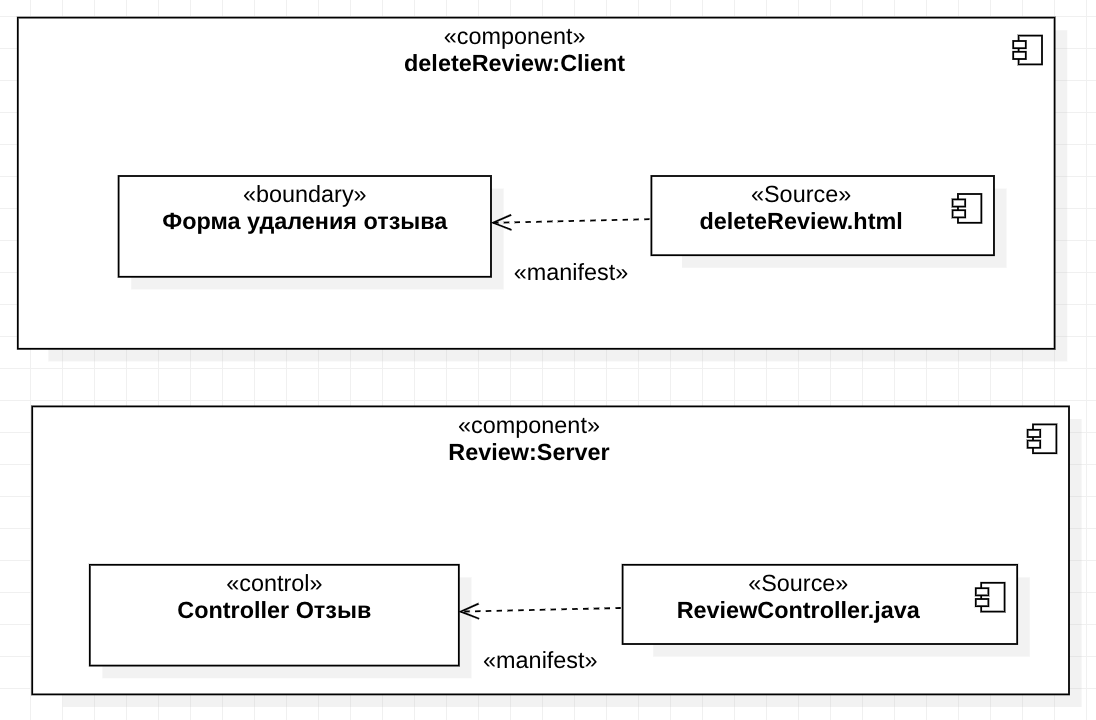 «component»
deleteReview:Client
«boundary»
Форма удаления отзыва
«Source»
deleteReview.html
«manifest»
«component»
Review:Server
«control»
Controller Отзыв
«Source»
ReviewController.java
«manifest»